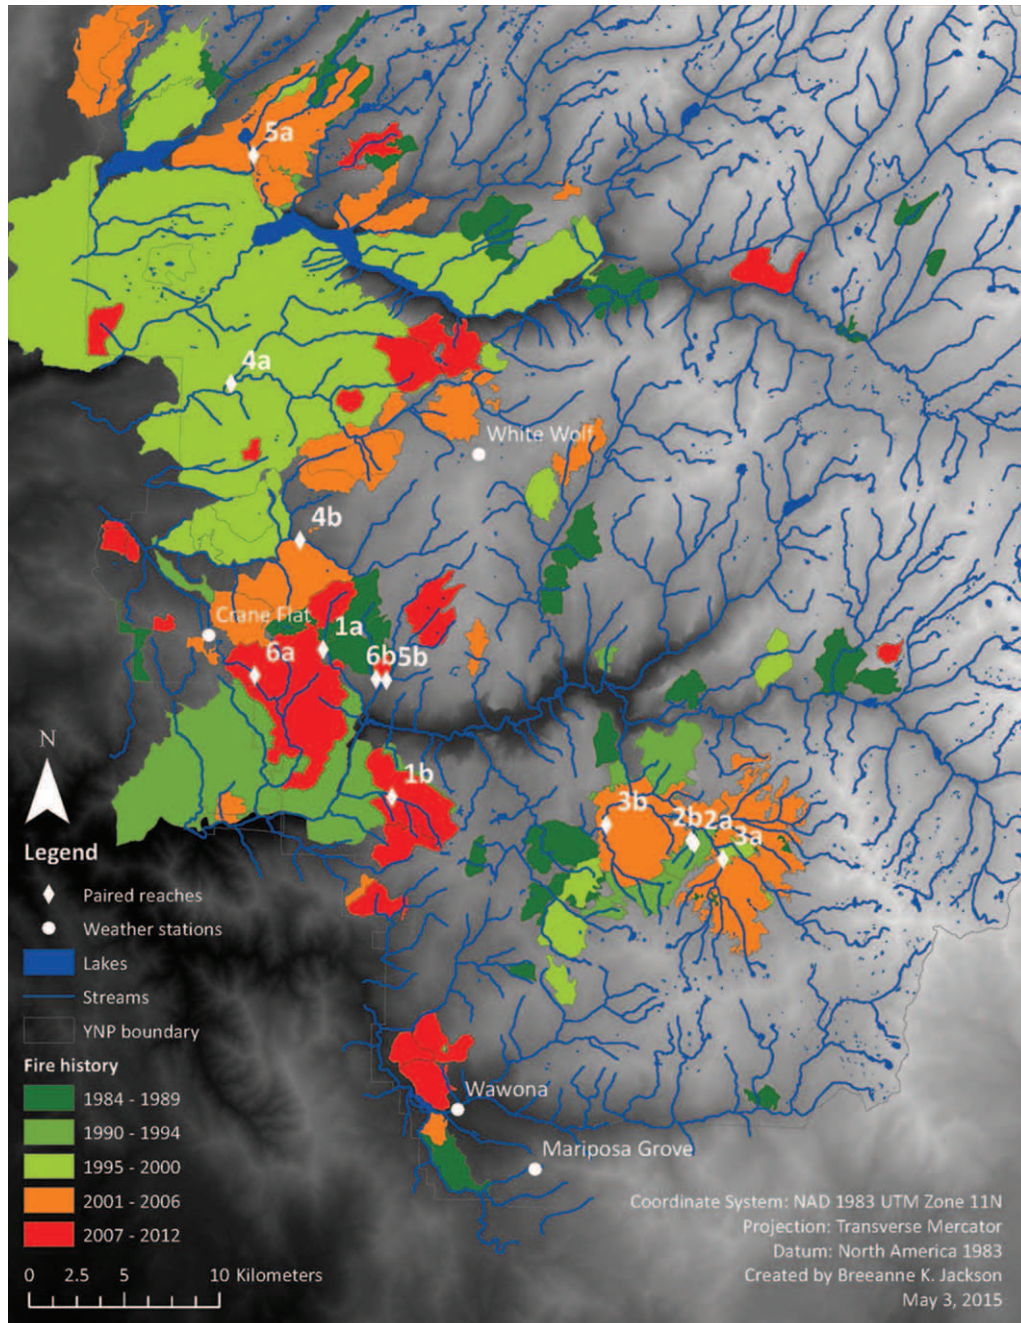 5a
4a
White Wolf
4b
Crane Flat
1a
6a
6b5b
1b
3b
2b2a
3a
N
Legend
Paired reaches
Weather stations
Lakes
Streams
YNP boundary
Fire history
1984 - 1989
1990 - 1994
1995 - 2000
2001 - 2006
2007 - 2012
0 2.5 5 10 Kilometers
Wawona
Mariposa Grove
Coordinate System: NAD 1983 UTM Zone 11N
Projection: Transverse Mercator
Datum: North America 1983
Created by Breeanne K. Jackson
May 3, 2015